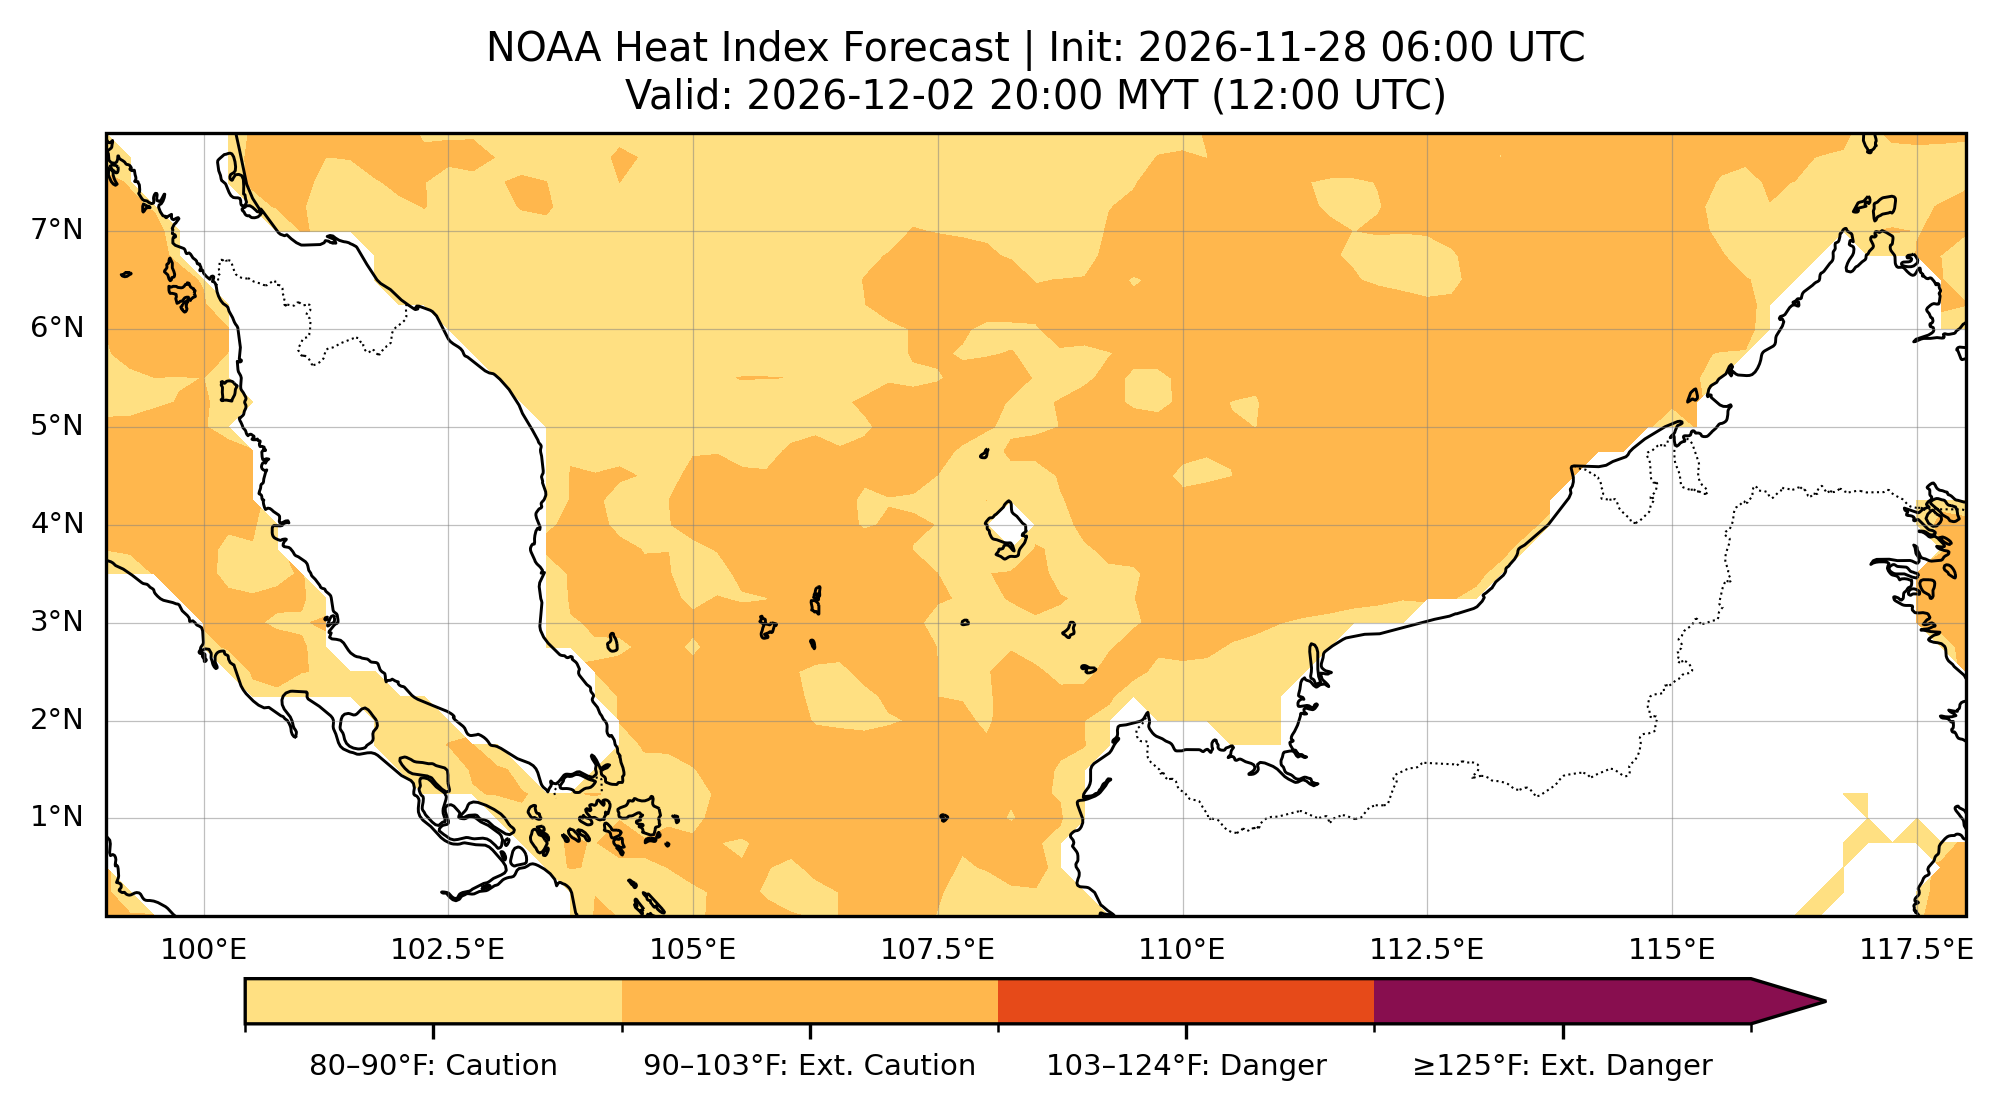 NOAA Heat Index Forecast | Init: 2026-11-28 06:00 UTC
Valid: 2026-12-02 20:00 MYT (12:00 UTC)
7°N
6°N
5°N
4°N
3°N
2°N
1°N
100°E
102.5°E
105°E
107.5°E
110°E
112.5°E
115°E
117.5°E
80–90°F: Caution
90–103°F: Ext. Caution
103–124°F: Danger
≥125°F: Ext. Danger